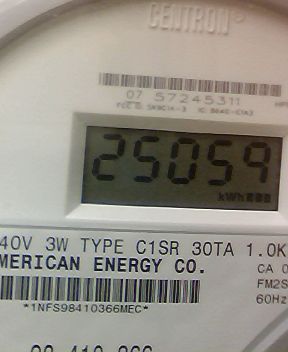 CENTRON®
07 57245311
25059
kWh
40V 3W TYPE C1SR 30TA 1.0K
MERICAN ENERGY CO.
CA 0
FM2S
60Hz
*1NFS98410366MEC*